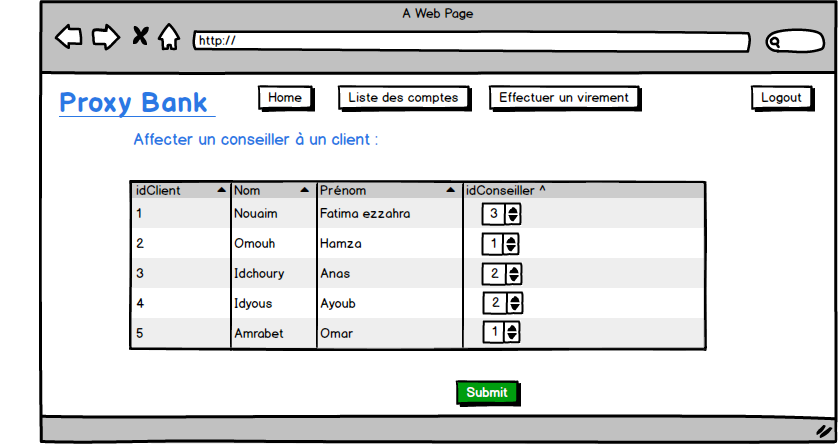 A Web Page
http://
Proxy Bank Home Liste des comptes Effectuer un virement Logout
Affecter un conseiller à un client :
idClient Nom Prénom idConseiller ^
1 Nouaim Fatima ezzahra 3
2 Omouh Hamza 1
3 Idchoury Anas 2
4 Idyous Ayoub 2
5 Amrabet Omar 1
Submit